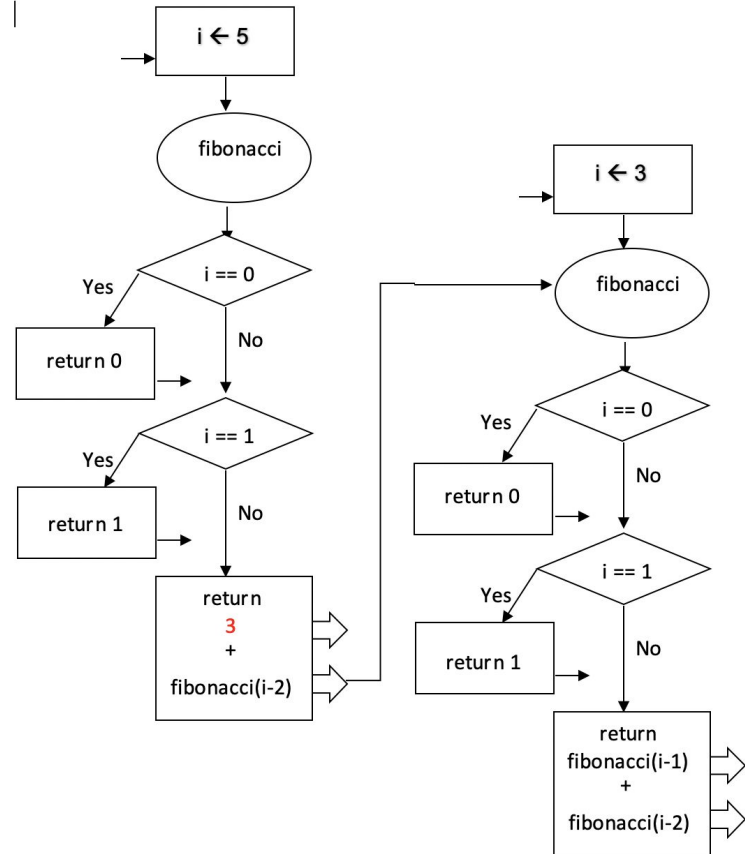 i ← 5
fibonacci
i == 0
Yes
No
return 0
i == 1
Yes
No
return 1
return
3
+
fibonacci(i-2)
i ← 3
fibonacci
i == 0
Yes
No
return 0
i == 1
Yes
No
return 1
return
fibonacci(i-1)
+
fibonacci(i-2)